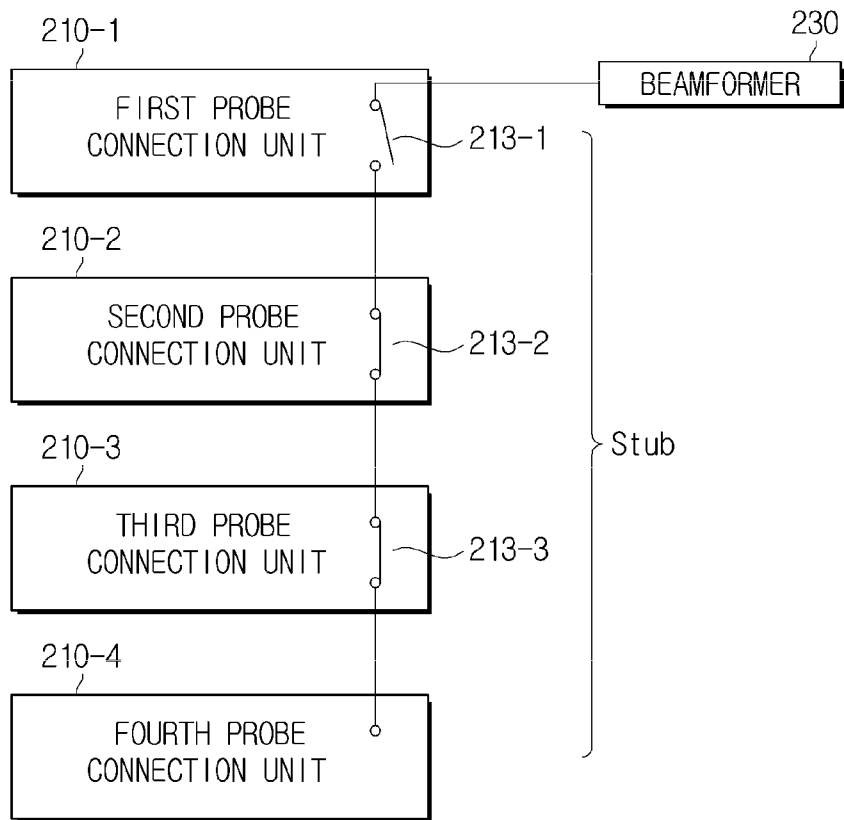 210-1
230
FIRST PROBE
CONNECTION UNIT
BEAMFORMER
213-1
210-2
SECOND PROBE
CONNECTION UNIT
213-2
210-3
Stub
THIRD PROBE
CONNECTION UNIT
213-3
210-4
FOURTH PROBE
CONNECTION UNIT